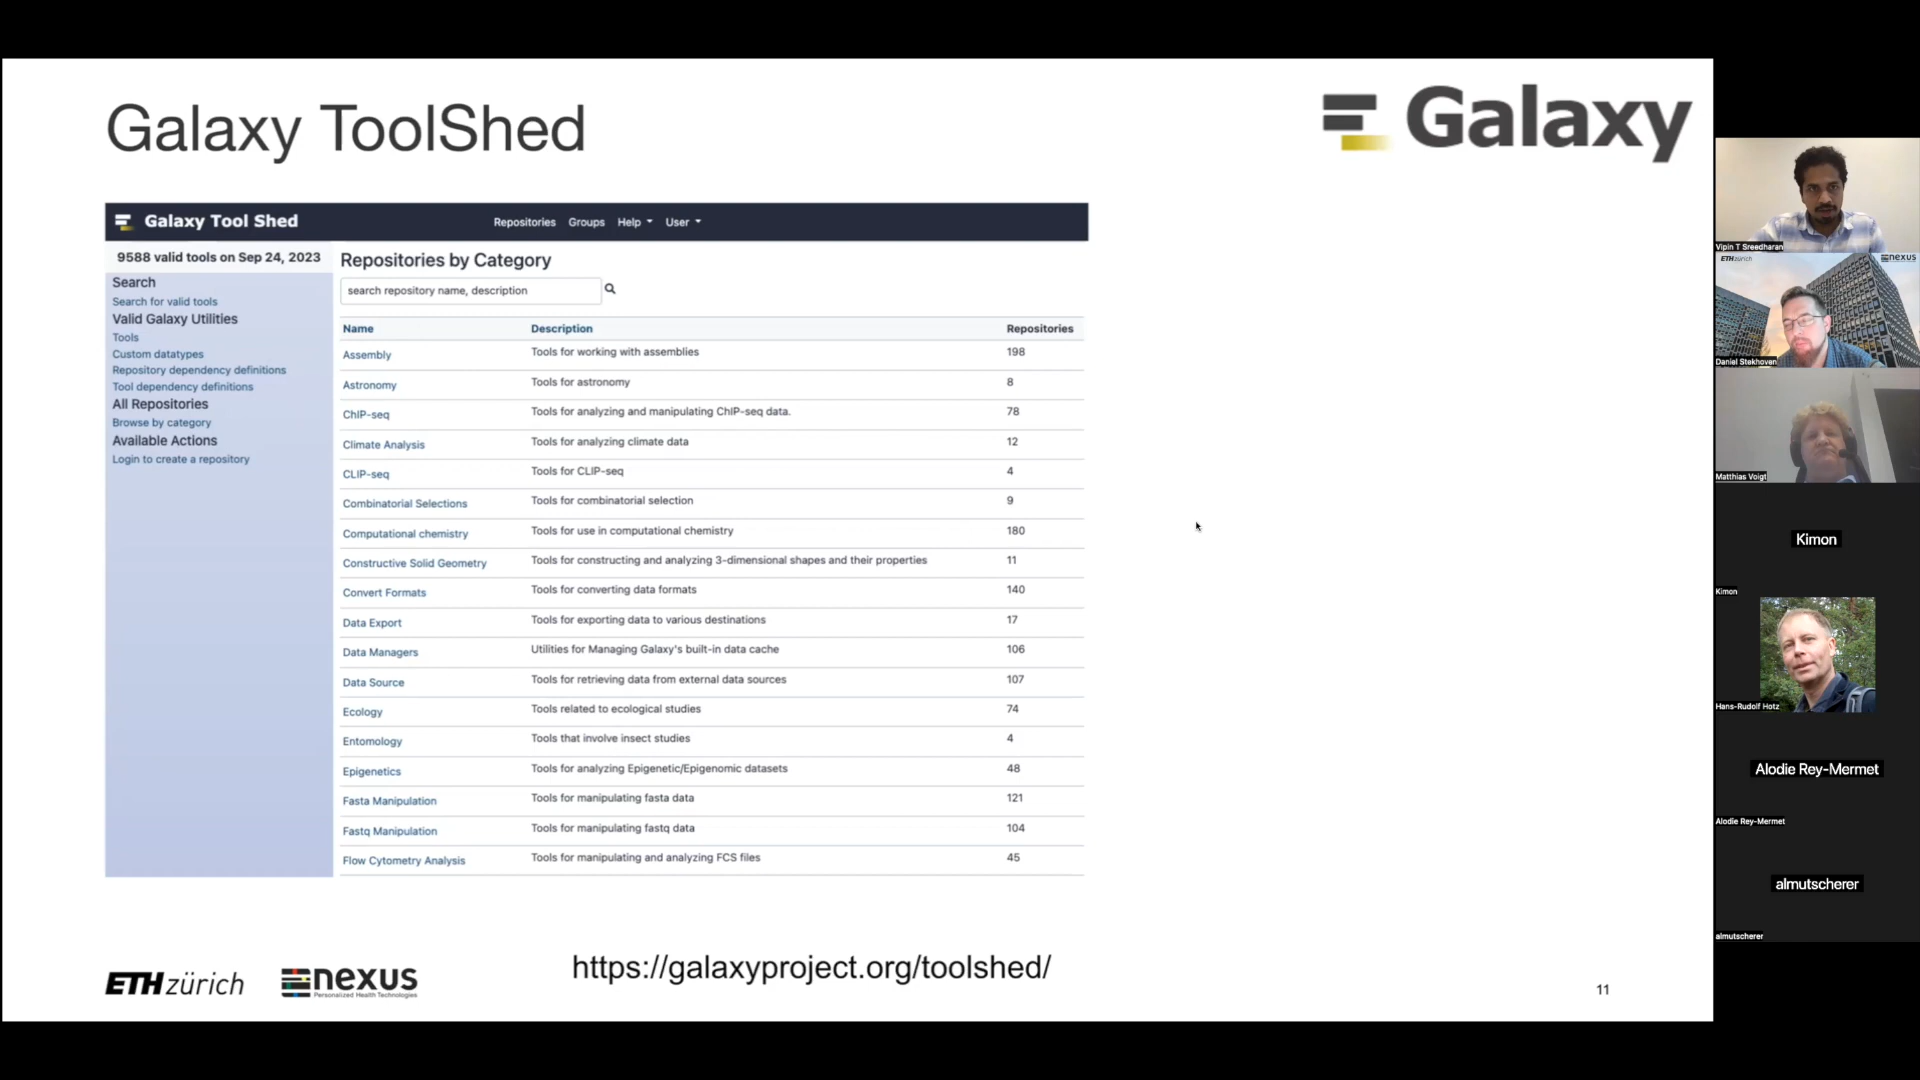 Galaxy ToolShed
Galaxy
Galaxy Tool Shed
Repositories Groups Help User
9588 valid tools on Sep 24, 2023
Search
Search for valid tools
Valid Galaxy Utilities
Tools
Custom datatypes
Repository dependency definitions
Tool dependency definitions
All Repositories
Browse by category
Available Actions
Login to create a repository
Repositories by Category
search repository name, description
Name Description Repositories
Assembly Tools for working with assemblies 198
Astronomy Tools for astronomy 8
ChIP-seq Tools for analyzing and manipulating ChIP-seq data. 78
Climate Analysis Tools for analyzing climate data 12
CLIP-seq Tools for CLIP-seq 4
Combinatorial Selections Tools for combinatorial selection 9
Computational chemistry Tools for use in computational chemistry 180
Constructive Solid Geometry Tools for constructing and analyzing 3-dimensional shapes and their properties 11
Convert Formats Tools for converting data formats 140
Data Export Tools for exporting data to various destinations 17
Data Managers Utilities for Managing Galaxy's built-in data cache 106
Data Source Tools for retrieving data from external data sources 107
Ecology Tools related to ecological studies 74
Entomology Tools that involve insect studies 4
Epigenetics Tools for analyzing Epigenetic/Epigenomic datasets 48
Fasta Manipulation Tools for manipulating fasta data 121
Fastq Manipulation Tools for manipulating fastq data 104
Flow Cytometry Analysis Tools for manipulating and analyzing FCS files 45
ETH zürich
nexus
Personalized Health Technologies
https://galaxyproject.org/toolshed/
11
Vipin T Sreedharan
ETH zürich
nexus
Daniel Stekhoven
Matthias Voigt
Kimon
Kimon
Hans-Rudolf Hotz
Alodie Rey-Mermet
Alodie Rey-Mermet
almutscherer
almutscherer